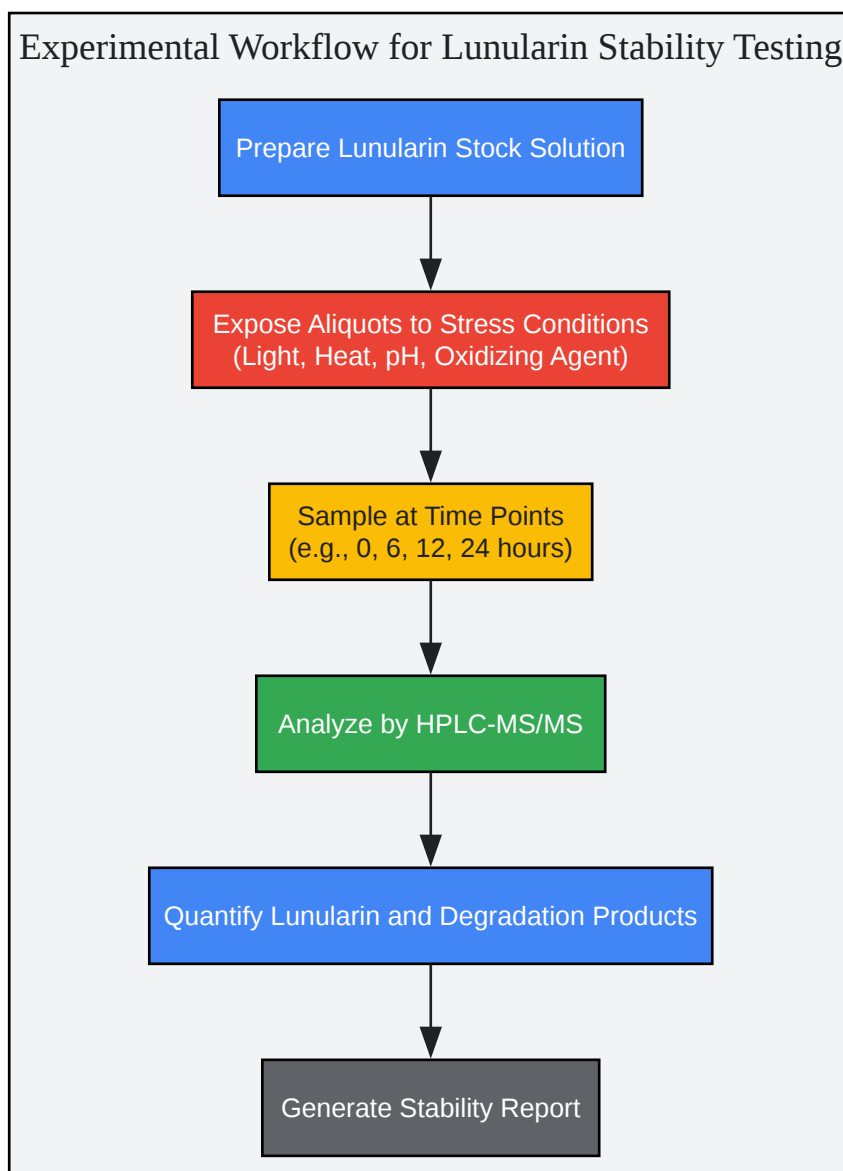 Experimental Workflow for Lunularin Stability Testing
Prepare Lunularin Stock Solution
Expose Aliquots to Stress Conditions
(Light, Heat, pH, Oxidizing Agent)
Sample at Time Points
(e.g., 0, 6, 12, 24 hours)
Analyze by HPLC-MS/MS
Quantify Lunularin and Degradation Products
Generate Stability Report